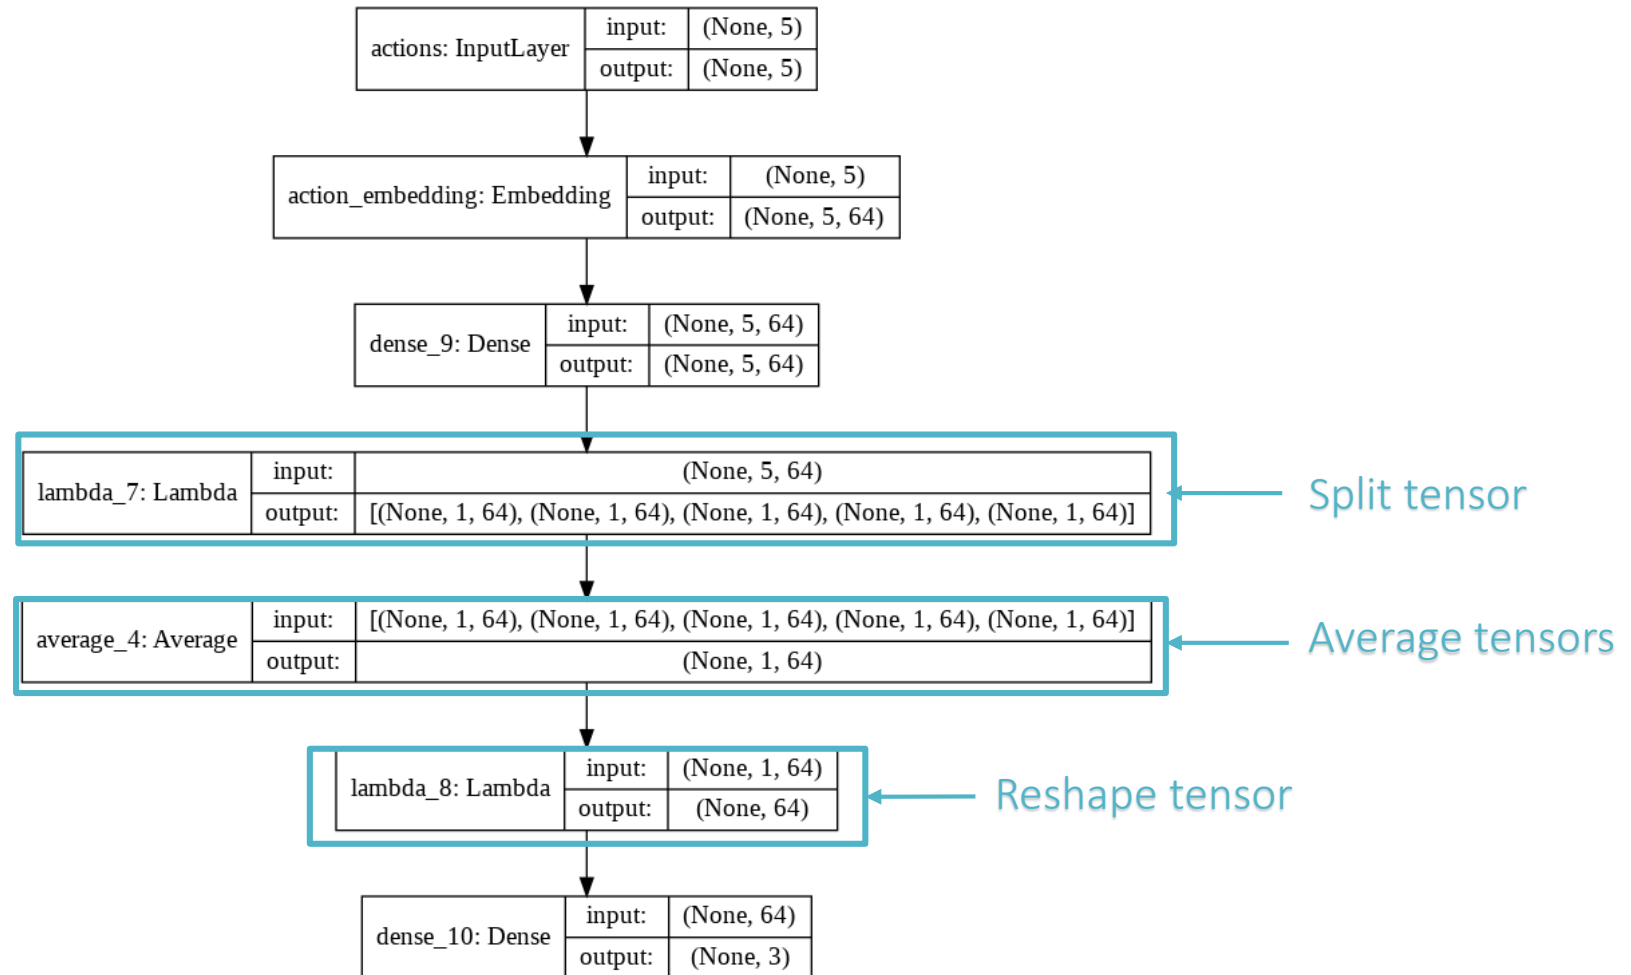 actions: InputLayer
input: (None, 5)
output: (None, 5)
action_embedding: Embedding
input: (None, 5)
output: (None, 5, 64)
dense_9: Dense
input: (None, 5, 64)
output: (None, 5, 64)
lambda_7: Lambda
input: (None, 5, 64)
output: [(None, 1, 64), (None, 1, 64), (None, 1, 64), (None, 1, 64), (None, 1, 64)]
Split tensor
average_4: Average
input: [(None, 1, 64), (None, 1, 64), (None, 1, 64), (None, 1, 64), (None, 1, 64)]
output: (None, 1, 64)
Average tensors
lambda_8: Lambda
input: (None, 1, 64)
output: (None, 64)
Reshape tensor
dense_10: Dense
input: (None, 64)
output: (None, 3)